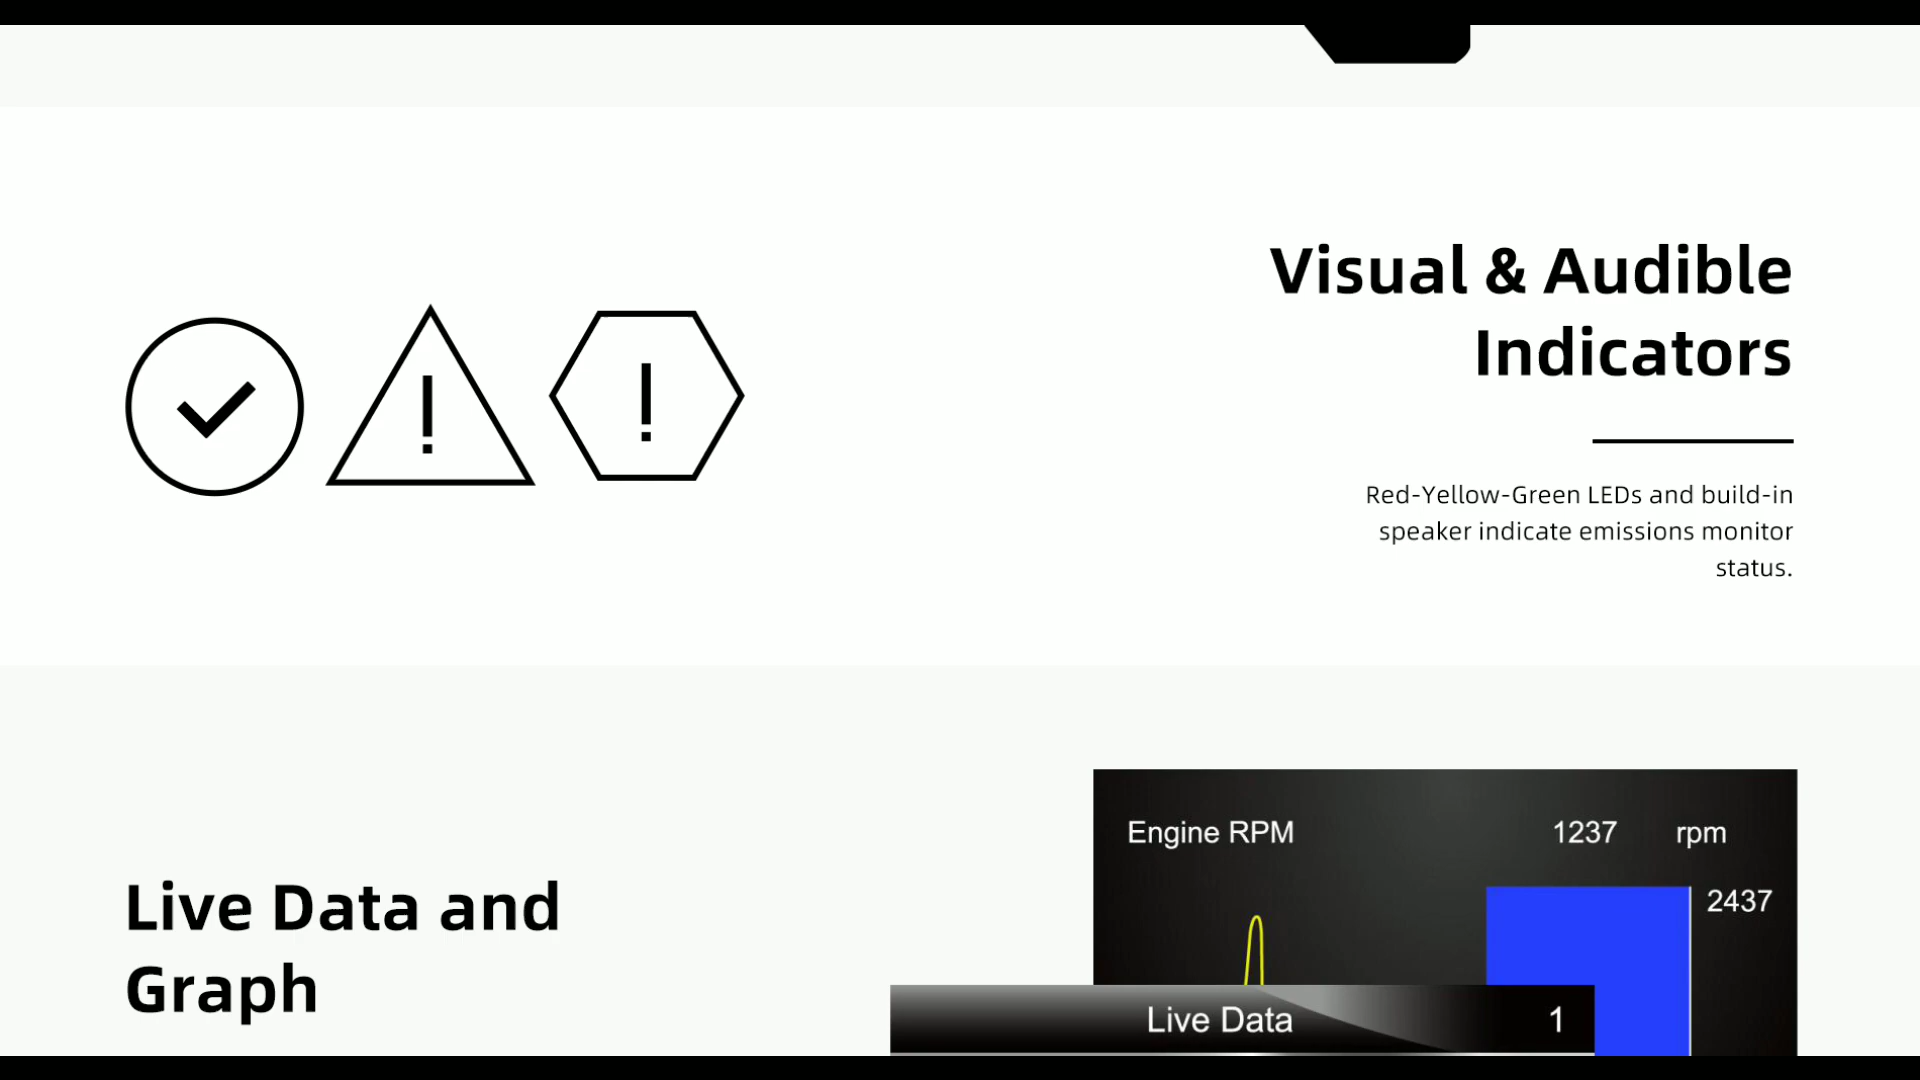 Visual & Audible
Indicators
Red-Yellow-Green LEDs and build-in
speaker indicate emissions monitor
status.
Live Data and
Graph
Engine RPM 1237 rpm
2437
Live Data 1